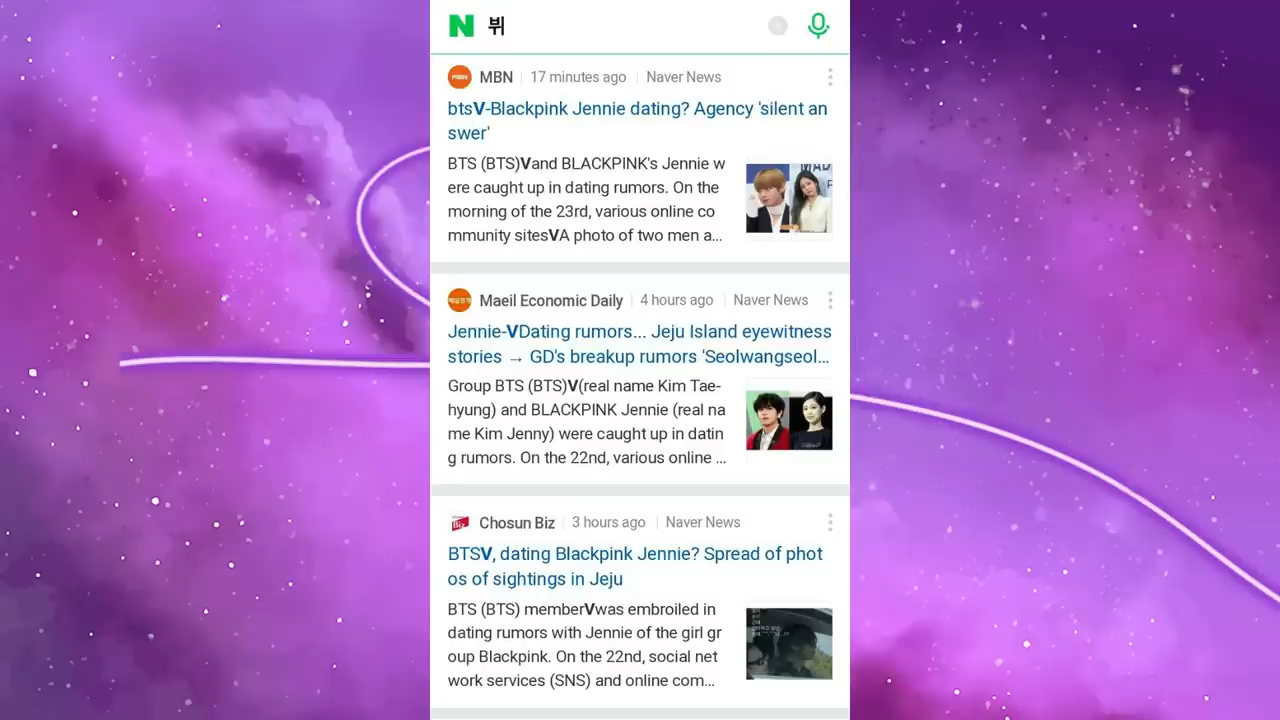 N 뷔
MBN 17 minutes ago Naver News
btsV-Blackpink Jennie dating? Agency 'silent an
swer'
BTS (BTS)Vand BLACKPINK's Jennie w
ere caught up in dating rumors. On the
morning of the 23rd, various online co
mmunity sitesVA photo of two men a...
Maeil Economic Daily 4 hours ago Naver News
Jennie-VDating rumors... Jeju Island eyewitness
stories → GD's breakup rumors 'Seolwangseol...
Group BTS (BTS)V(real name Kim Tae-
hyung) and BLACKPINK Jennie (real na
me Kim Jenny) were caught up in datin
g rumors. On the 22nd, various online ...
Chosun Biz 3 hours ago Naver News
BTSV, dating Blackpink Jennie? Spread of phot
os of sightings in Jeju
BTS (BTS) memberVwas embroiled in
dating rumors with Jennie of the girl gr
oup Blackpink. On the 22nd, social net
work services (SNS) and online com...